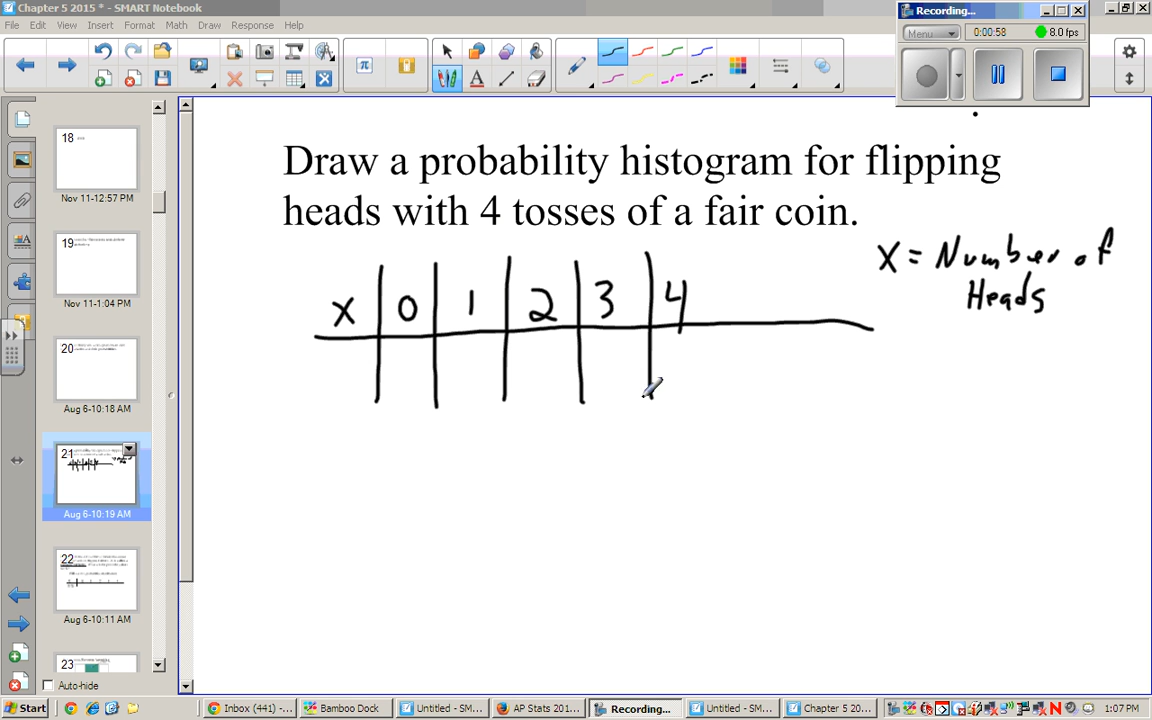 Chapter 5 2015 * - SMART Notebook
File Edit View Insert Format Math Draw Response Help
Recording...
Menu 0:00:58 8.0 fps
Draw a probability histogram for flipping
heads with 4 tosses of a fair coin.
x = Number of
Heads
x 0 1 2 3 4
18
Nov 11-12:57 PM
19
Nov 11-1:04 PM
20
Aug 6-10:18 AM
21
Aug 6-10:19 AM
22
Aug 6-10:11 AM
23
Auto-hide
Start Inbox (441) -... Bamboo Dock Untitled - SM... AP Stats 201... Recording... Untitled - SM... Chapter 5 20... 1:07 PM